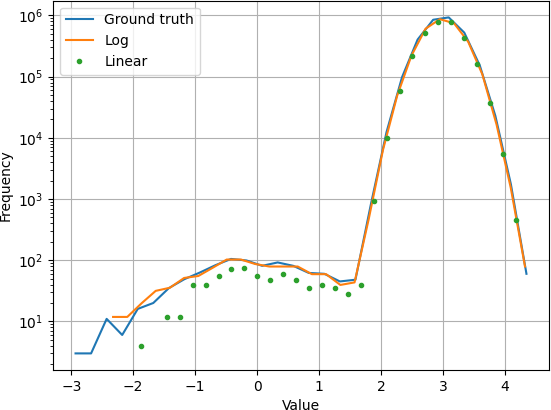 Ground truth
Log
Linear
Frequency
10⁶
10⁵
10⁴
10³
10²
10¹
−3 −2 −1 0 1 2 3 4
Value